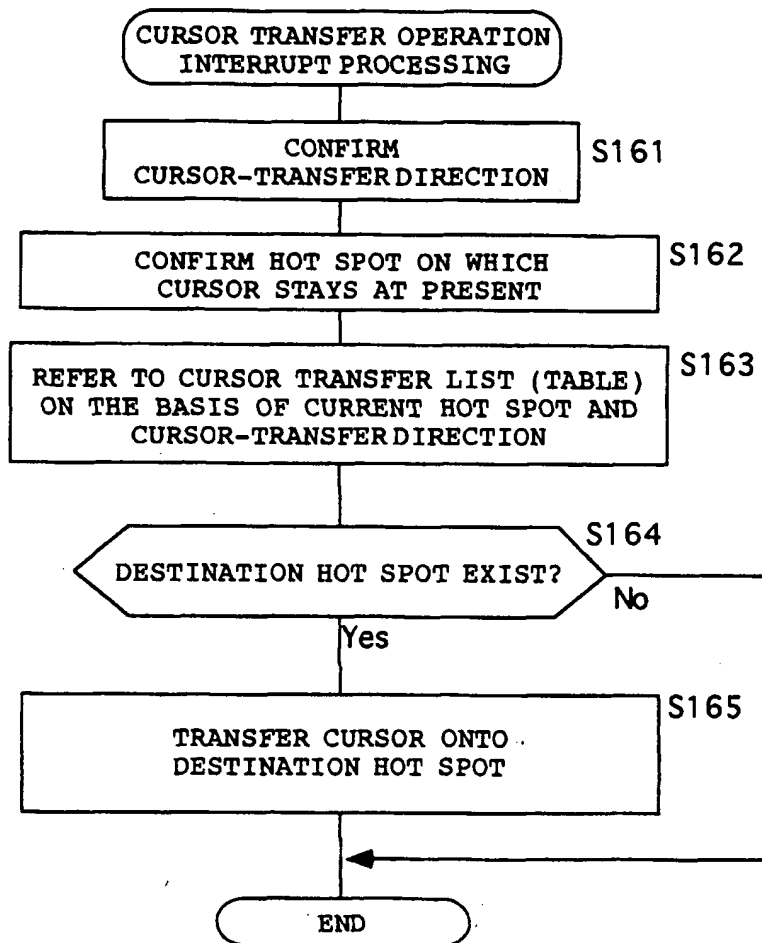 CURSOR TRANSFER OPERATION
INTERRUPT PROCESSING
CONFIRM
CURSOR-TRANSFER DIRECTION
S161
CONFIRM HOT SPOT ON WHICH
CURSOR STAYS AT PRESENT
S162
REFER TO CURSOR TRANSFER LIST (TABLE)
ON THE BASIS OF CURRENT HOT SPOT AND
CURSOR-TRANSFER DIRECTION
S163
DESTINATION HOT SPOT EXIST?
S164
No
Yes
TRANSFER CURSOR ONTO
DESTINATION HOT SPOT
S165
END